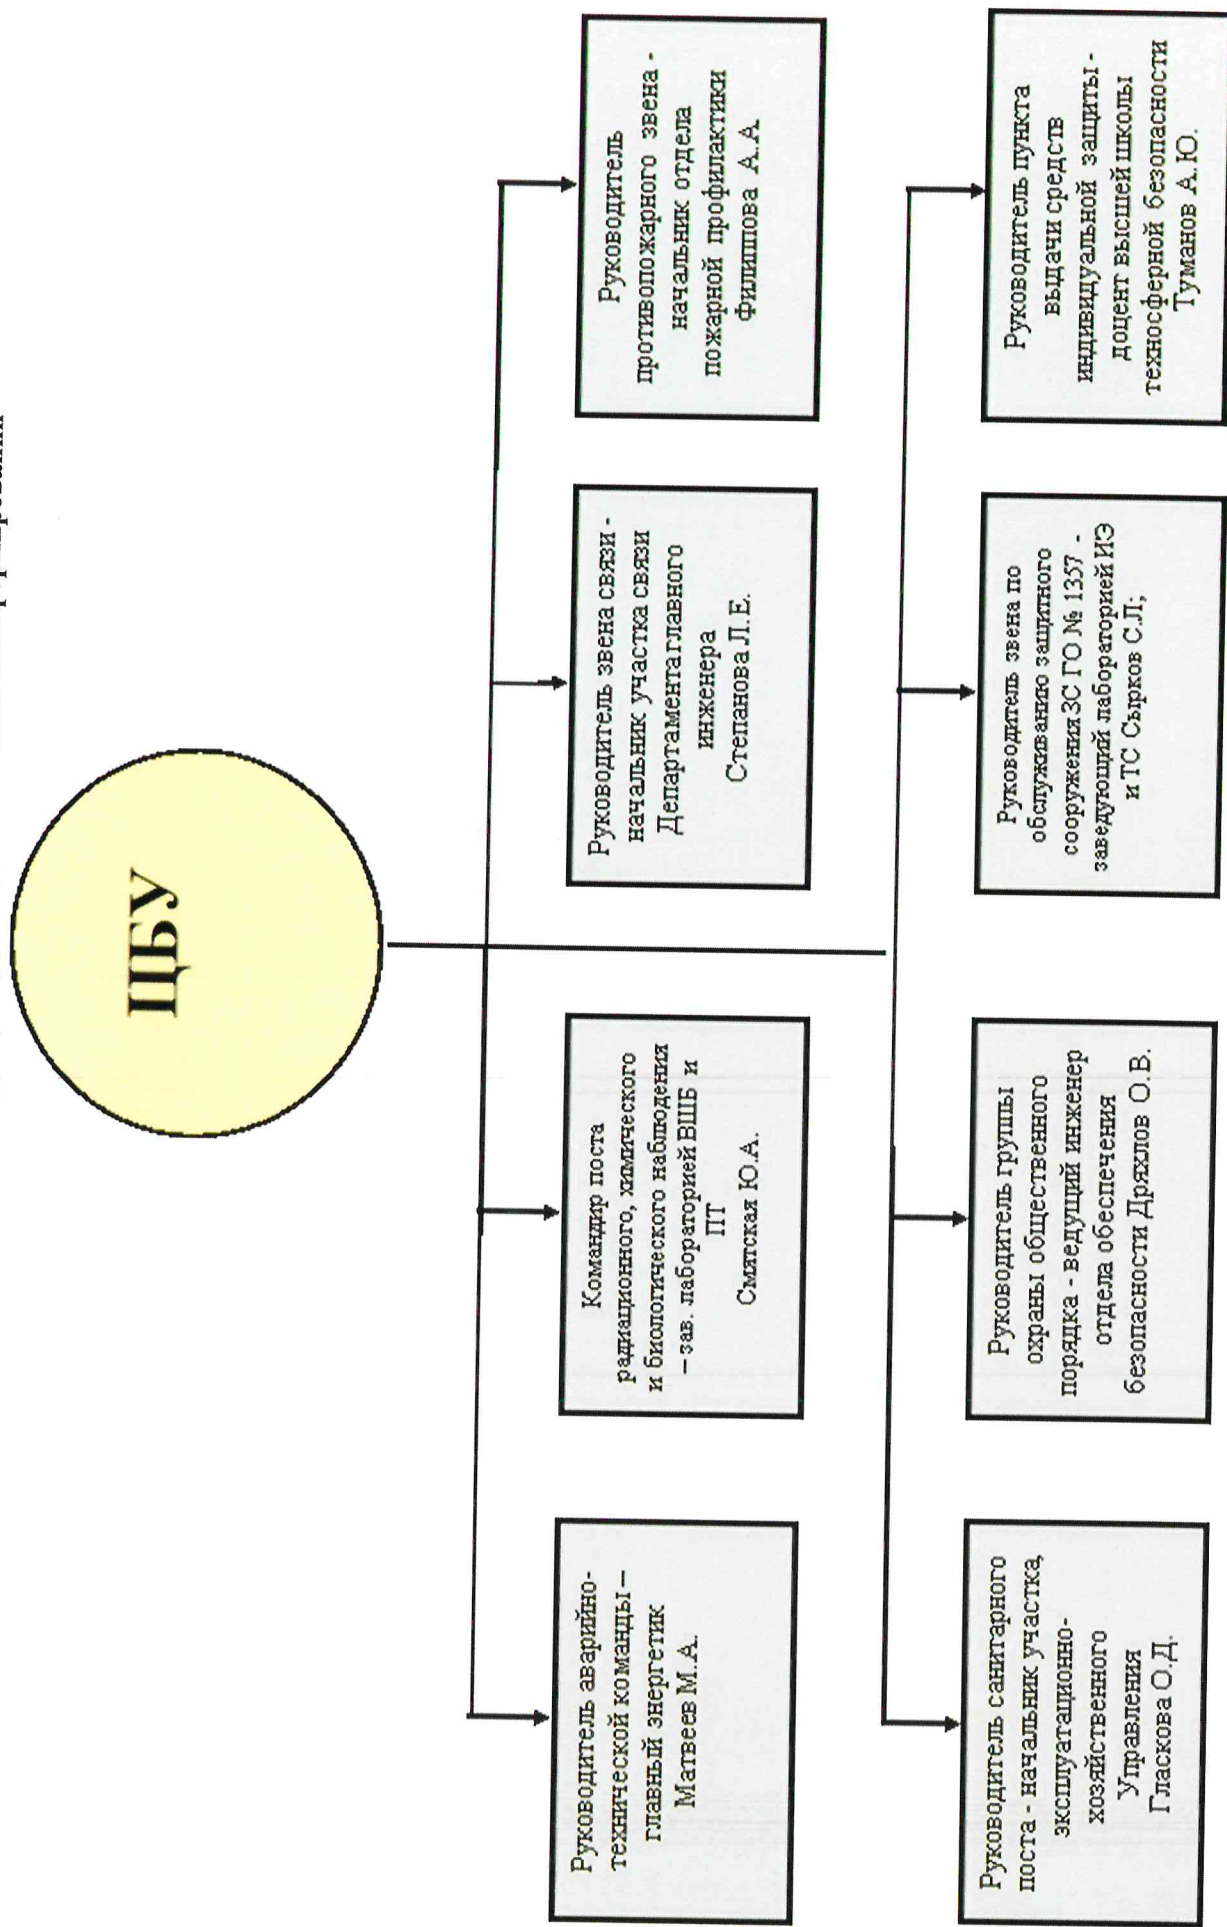 ЦБУ
Руководитель аварийно-
технической команды –
главный энергетик
Матвеев М.А.
Командир поста
радиационного, химического
и биологического наблюдения
– зав. лабораторией ВШБ и
ПТ
Смятская Ю.А.
Руководитель звена связи -
начальник участка связи
Департамента главного
инженера
Степанова Л.Е.
Руководитель
противопожарного звена -
начальник отдела
пожарной профилактики
Филиппова А.А
Руководитель санитарного
поста - начальник участка,
эксплуатационно-
хозяйственного
Управления
Гласкова О.Д.
Руководитель группы
охраны общественного
порядка - ведущий инженер
отдела обеспечения
безопасности Дряхлов О.В.
Руководитель звена по
обслуживанию защитного
сооружения ЗС ГО № 1357 -
заведующий лабораторией ИЭ
и ТС Сырков С.Л;
Руководитель пункта
выдачи средств
индивидуальной защиты -
доцент высшей школы
техносферной безопасности
Туманов А.Ю.